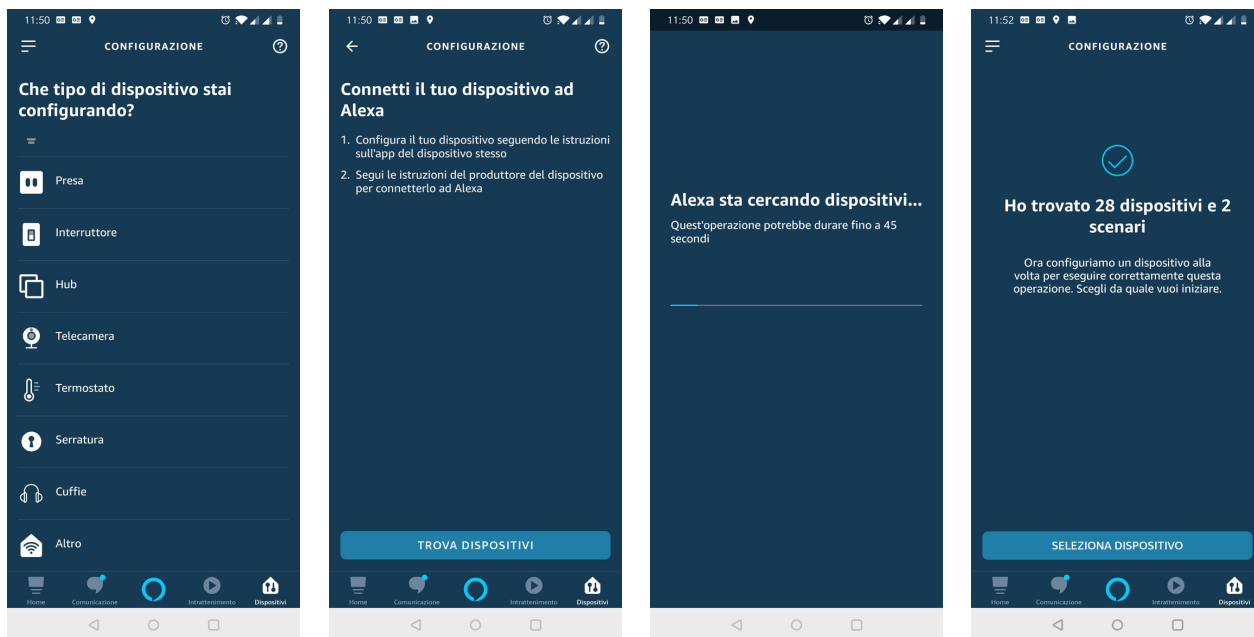 11:50
CONFIGURAZIONE
Che tipo di dispositivo stai
configurando?
Presa
Interruttore
Hub
Telecamera
Termostato
Serratura
Cuffie
Altro
Home
Comunicazione
Intrattenimento
Dispositivi
11:50
CONFIGURAZIONE
Connetti il tuo dispositivo ad
Alexa
1. Configura il tuo dispositivo seguendo le istruzioni
sull'app del dispositivo stesso
2. Segui le istruzioni del produttore del dispositivo
per connetterlo ad Alexa
TROVA DISPOSITIVI
Home
Comunicazione
Intrattenimento
Dispositivi
11:50
Alexa sta cercando dispositivi...
Quest'operazione potrebbe durare fino a 45
secondi
11:52
CONFIGURAZIONE
Ho trovato 28 dispositivi e 2
scenari
Ora configuriamo un dispositivo alla
volta per eseguire correttamente questa
operazione. Scegli da quale vuoi iniziare.
SELEZIONA DISPOSITIVO
Home
Comunicazione
Intrattenimento
Dispositivi